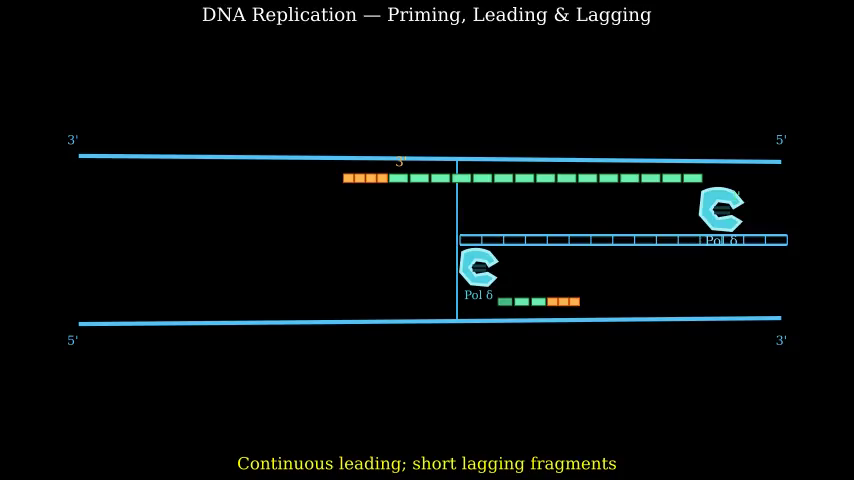 DNA Replication — Priming, Leading & Lagging
3' 5'
3'
Pol δ
Pol δ
5' 3'
Continuous leading; short lagging fragments